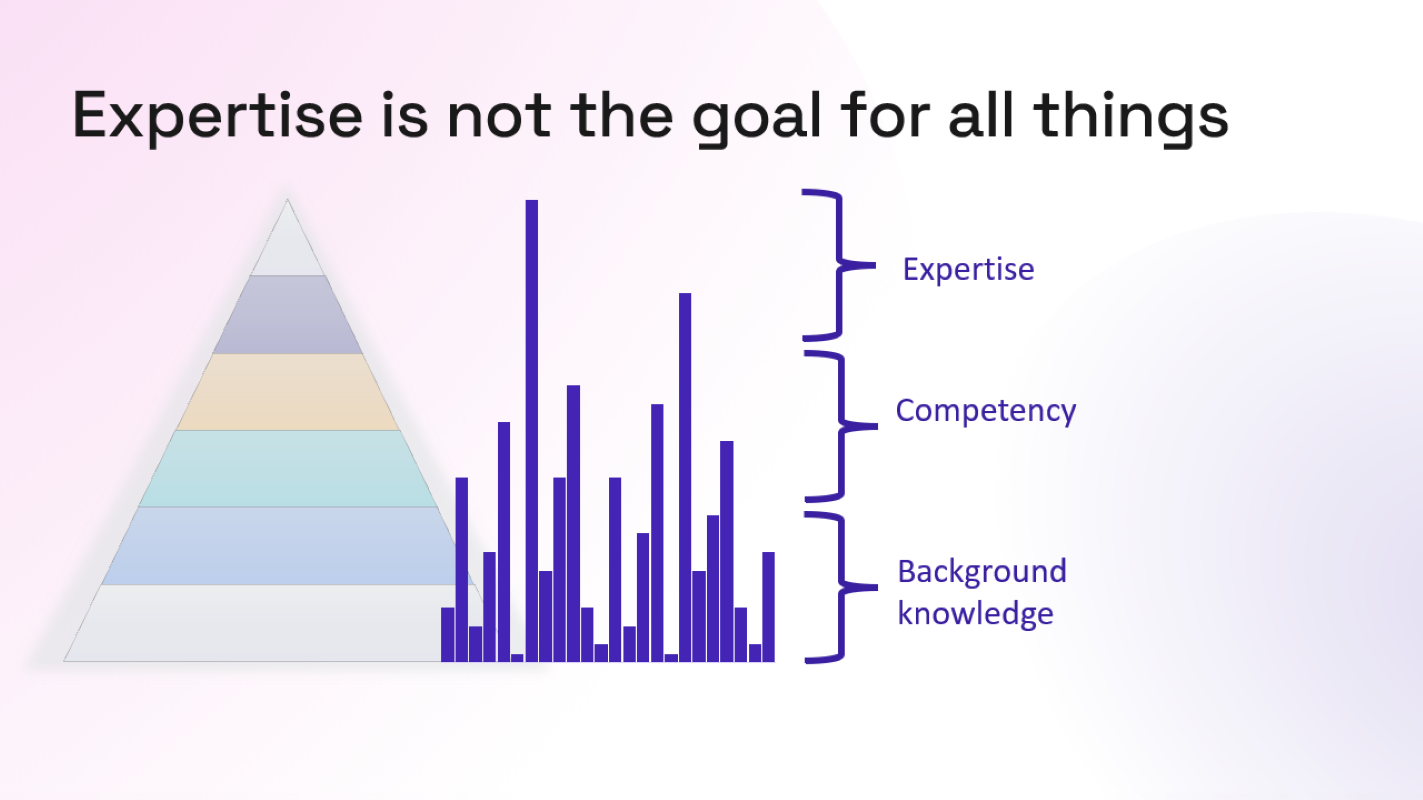 Expertise is not the goal for all things
Expertise
Competency
Background
knowledge